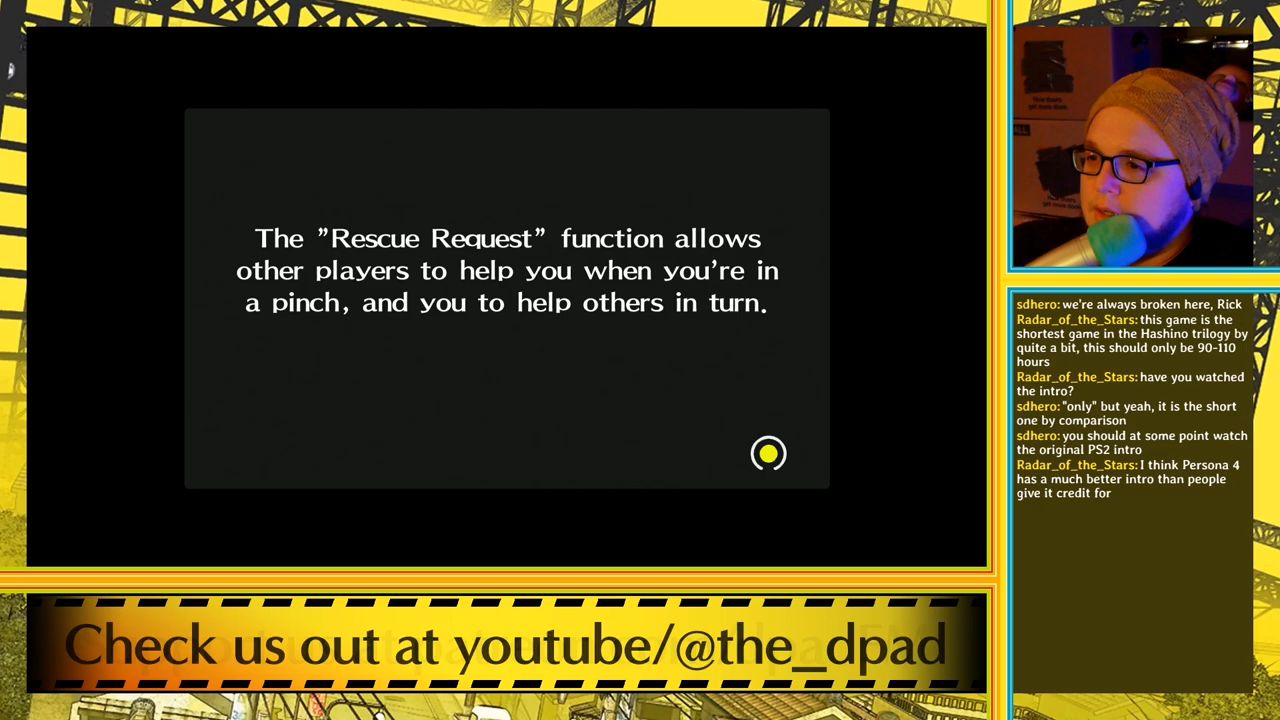 The "Rescue Request" function allows
other players to help you when you're in
a pinch, and you to help others in turn.
sdhero: we're always broken here, Rick
Radar_of_the_Stars: this game is the
shortest game in the Hashino trilogy by
quite a bit, this should only be 90-110
hours
Radar_of_the_Stars: have you watched
the intro?
sdhero: "only" but yeah, it is the short
one by comparison
sdhero: you should at some point watch
the original PS2 intro
Radar_of_the_Stars: I think Persona 4
has a much better intro than people
give it credit for
Check us out at youtube/@the_dpad